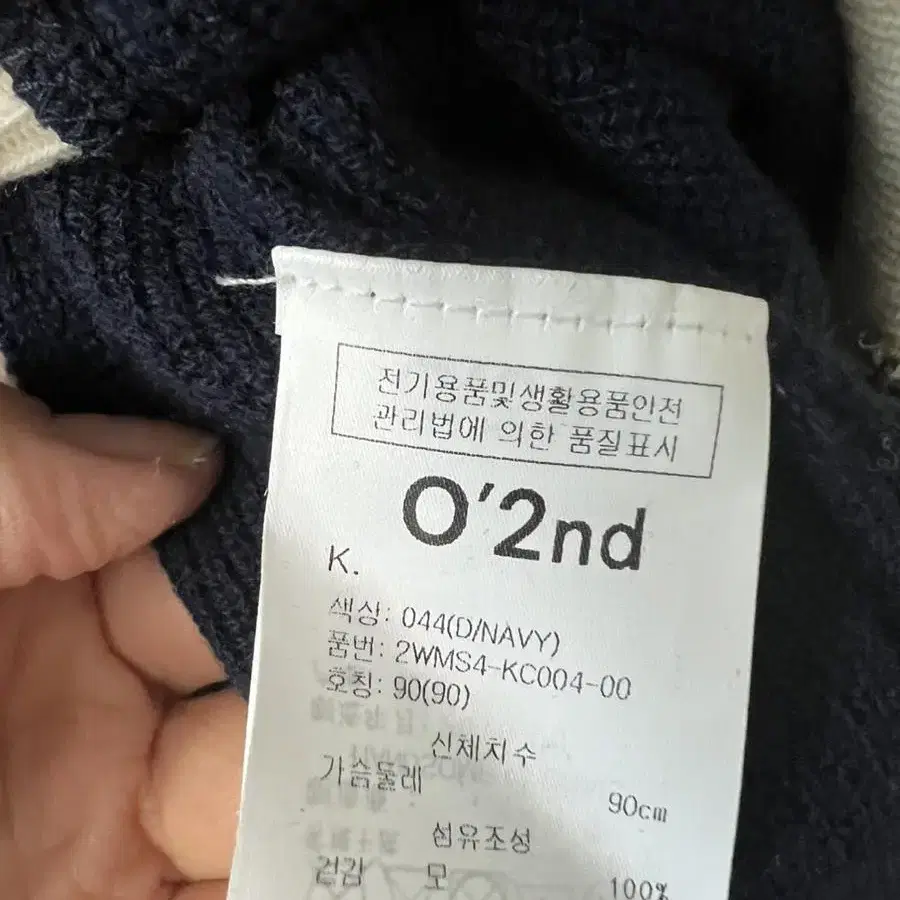 전기용품및생활용품안전
관리법에 의한 품질표시
O'2nd
K.
색상: 044(D/NAVY)
품번: 2WMS4-KC004-00
호칭: 90(90)
신체치수
가슴둘레 90cm
섬유조성
겉감 모 100%